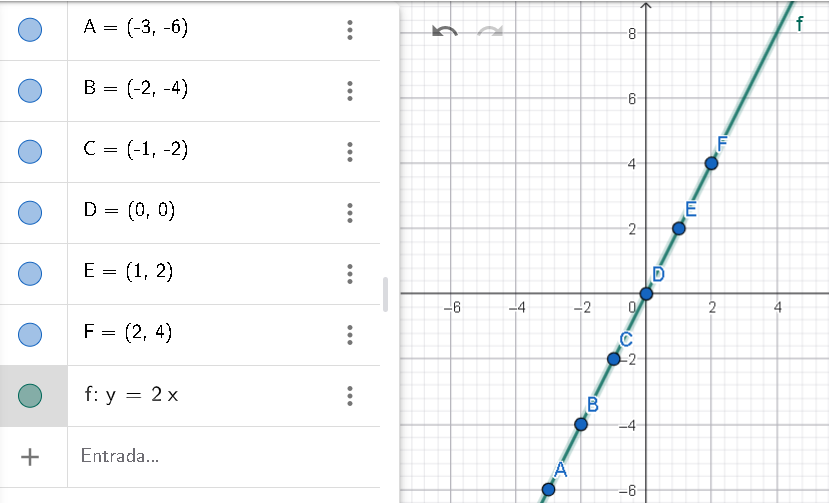 A = (-3, -6)
B = (-2, -4)
C = (-1, -2)
D = (0, 0)
E = (1, 2)
F = (2, 4)
f: y = 2 x
+ Entrada...
f
8
6
F
4
E
2
D
–6 –4 –2 0 2 4
C
–2
B
–4
A
–6